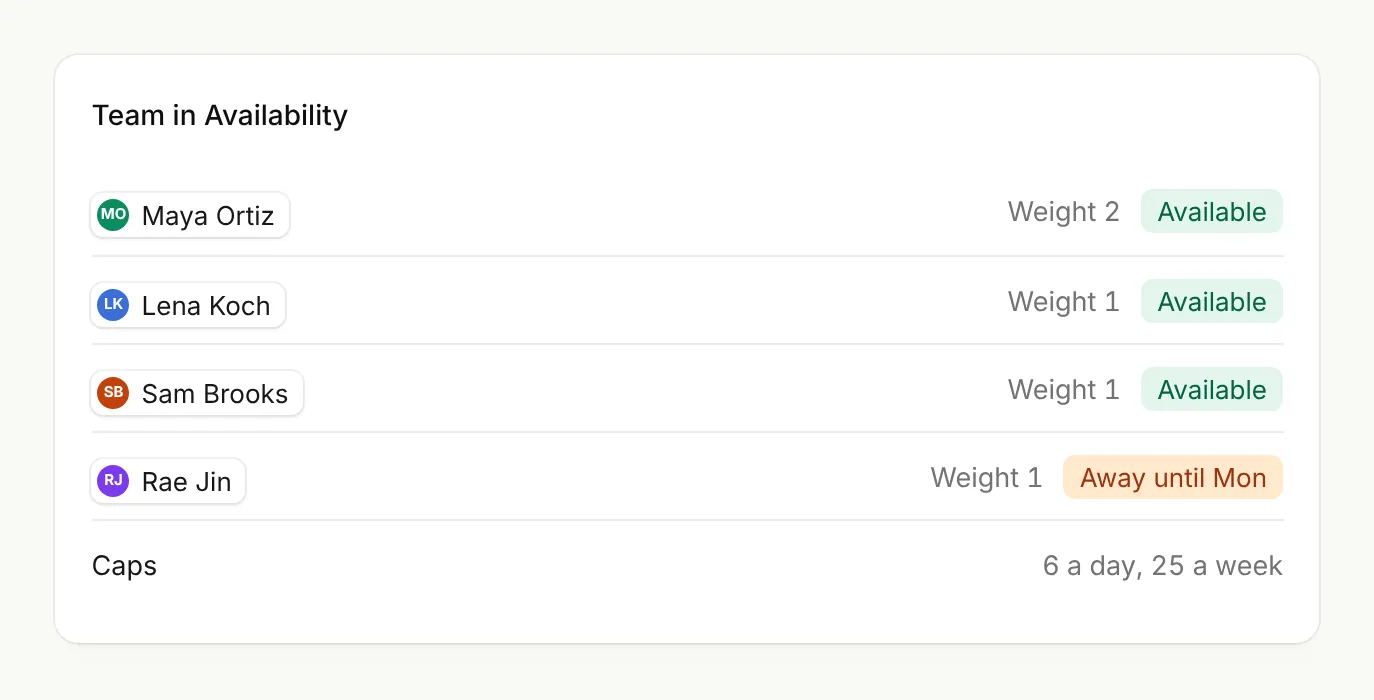 Team in Availability
MO Maya Ortiz Weight 2 Available
LK Lena Koch Weight 1 Available
SB Sam Brooks Weight 1 Available
RJ Rae Jin Weight 1 Away until Mon
Caps 6 a day, 25 a week